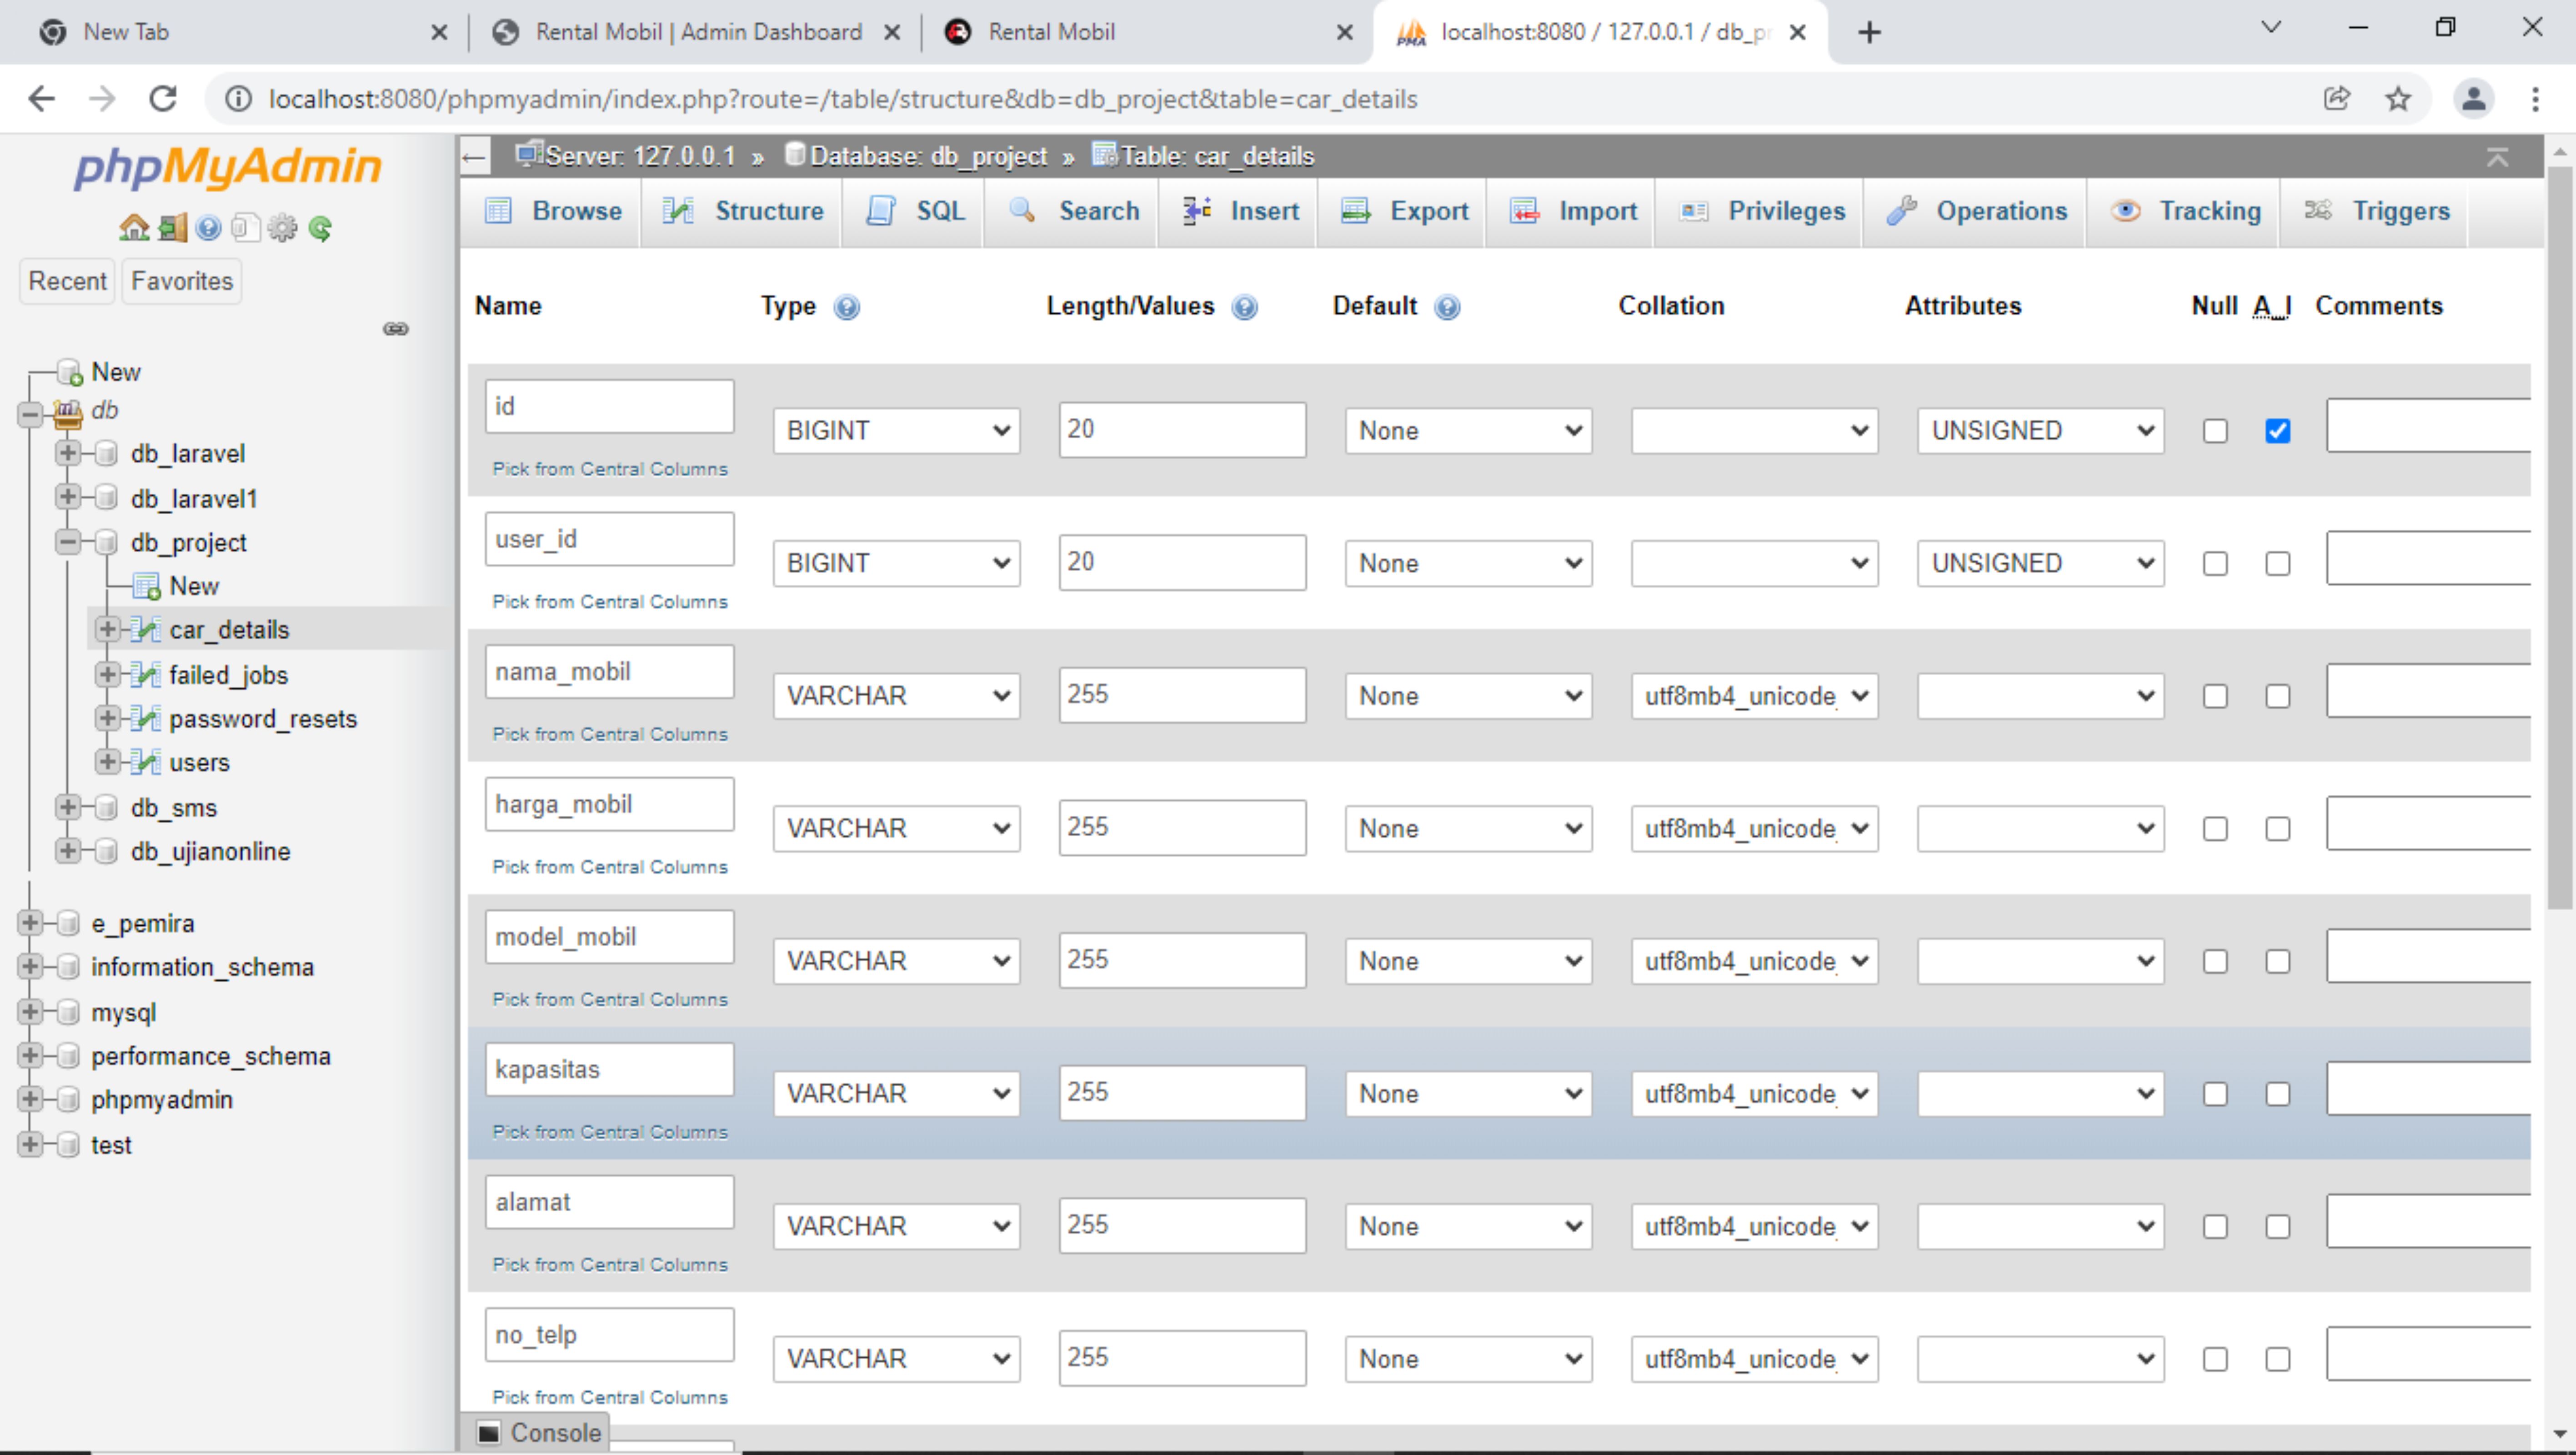 New Tab
Rental Mobil | Admin Dashboard
Rental Mobil
localhost:8080 / 127.0.0.1 / db_pr
localhost:8080/phpmyadmin/index.php?route=/table/structure&db=db_project&table=car_details
phpMyAdmin
Recent
Favorites
New
db
db_laravel
db_laravel1
db_project
New
car_details
failed_jobs
password_resets
users
db_sms
db_ujianonline
e_pemira
information_schema
mysql
performance_schema
phpmyadmin
test
Server: 127.0.0.1 » Database: db_project » Table: car_details
Browse Structure SQL Search Insert Export Import Privileges Operations Tracking Triggers
Name Type Length/Values Default Collation Attributes Null A_I Comments
id BIGINT 20 None UNSIGNED
Pick from Central Columns
user_id BIGINT 20 None UNSIGNED
Pick from Central Columns
nama_mobil VARCHAR 255 None utf8mb4_unicode_
Pick from Central Columns
harga_mobil VARCHAR 255 None utf8mb4_unicode_
Pick from Central Columns
model_mobil VARCHAR 255 None utf8mb4_unicode_
Pick from Central Columns
kapasitas VARCHAR 255 None utf8mb4_unicode_
Pick from Central Columns
alamat VARCHAR 255 None utf8mb4_unicode_
Pick from Central Columns
no_telp VARCHAR 255 None utf8mb4_unicode_
Pick from Central Columns
Console